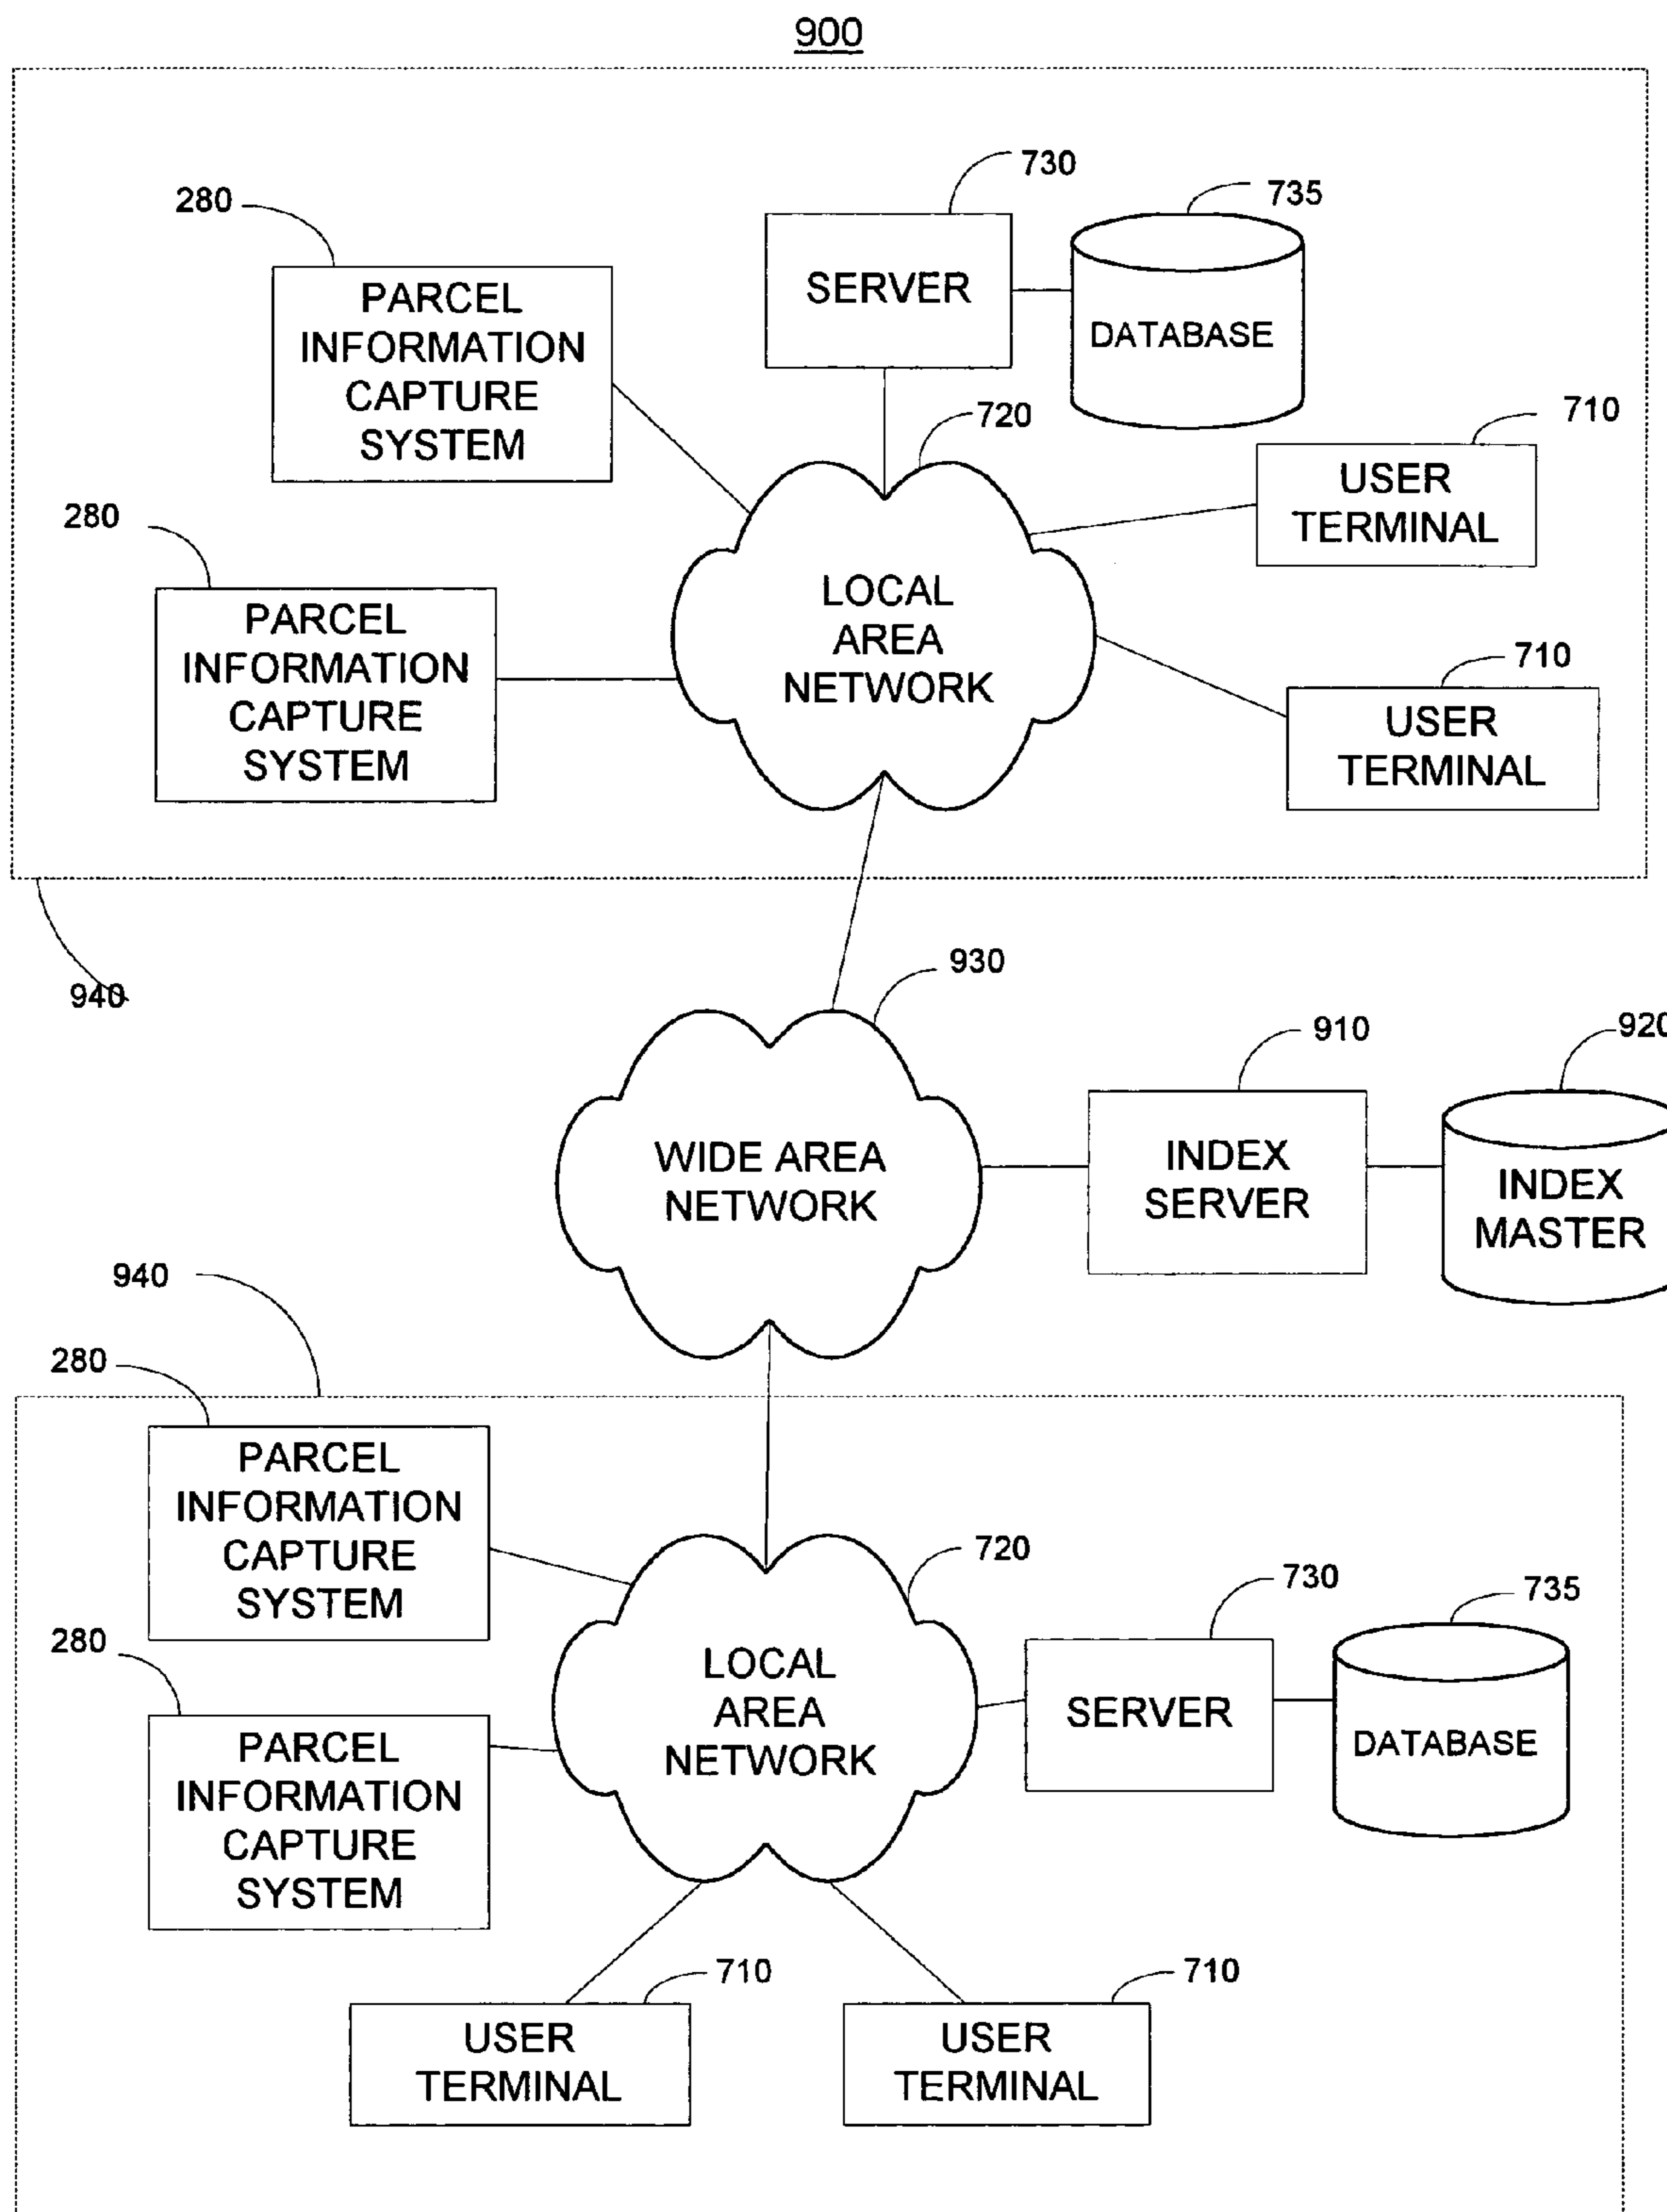 900
730
735
280
PARCEL
INFORMATION
CAPTURE
SYSTEM
SERVER
DATABASE
720
710
USER
TERMINAL
280
PARCEL
INFORMATION
CAPTURE
SYSTEM
LOCAL
AREA
NETWORK
710
USER
TERMINAL
940
930
910
920
WIDE AREA
NETWORK
INDEX
SERVER
INDEX
MASTER
940
280
PARCEL
INFORMATION
CAPTURE
SYSTEM
720
730
735
280
LOCAL
AREA
NETWORK
SERVER
DATABASE
PARCEL
INFORMATION
CAPTURE
SYSTEM
710
USER
TERMINAL
710
USER
TERMINAL